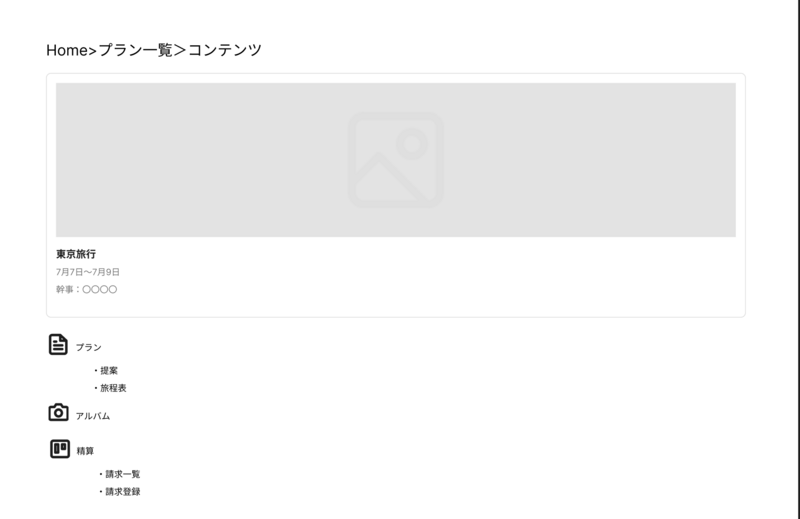 Home>プラン一覧＞コンテンツ
東京旅行
7月7日〜7月9日
幹事：〇〇〇〇
プラン
・提案
・旅程表
アルバム
精算
・請求一覧
・請求登録